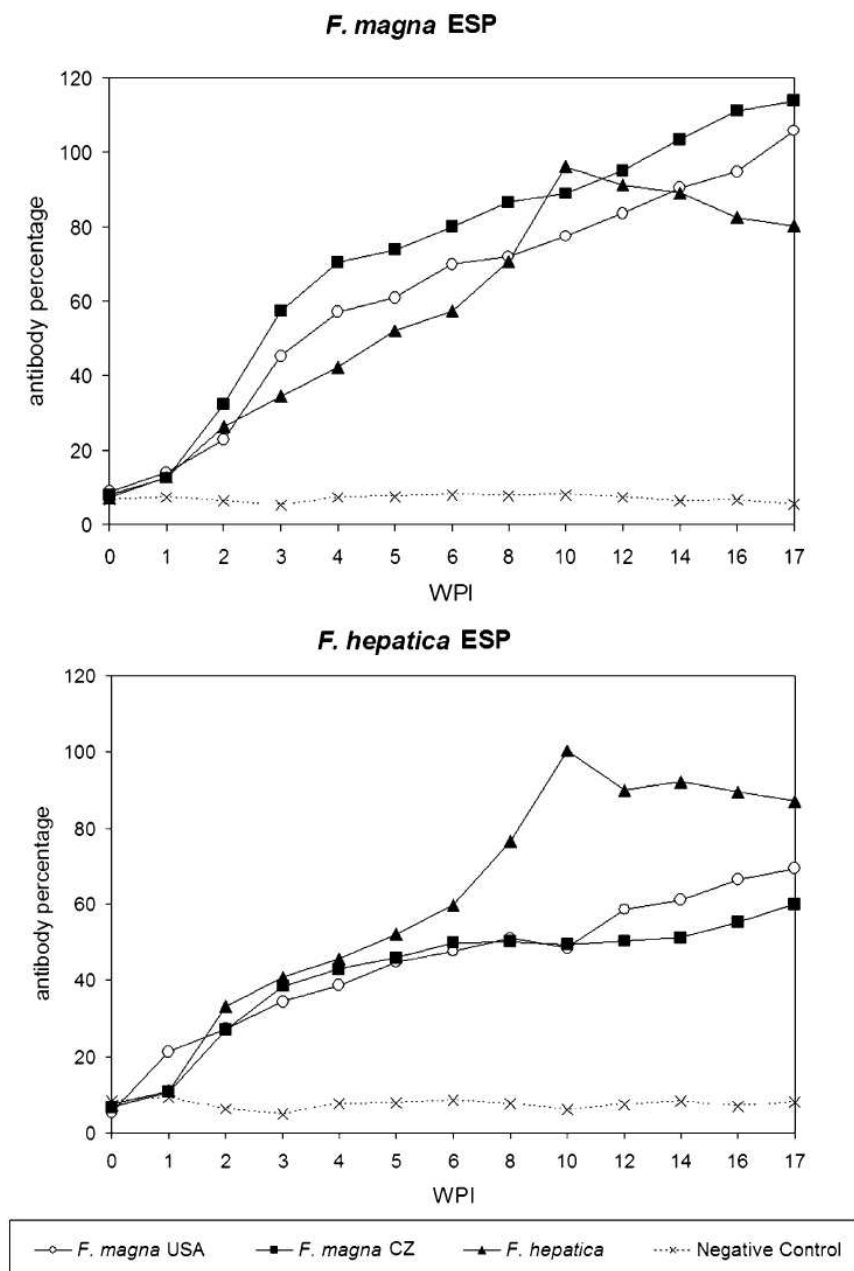 F. magna ESP
120
100
80
60
40
20
0
antibody percentage
0 1 2 3 4 5 6 8 10 12 14 16 17
WPI
F. hepatica ESP
120
100
80
60
40
20
0
antibody percentage
0 1 2 3 4 5 6 8 10 12 14 16 17
WPI
F. magna USA F. magna CZ F. hepatica Negative Control